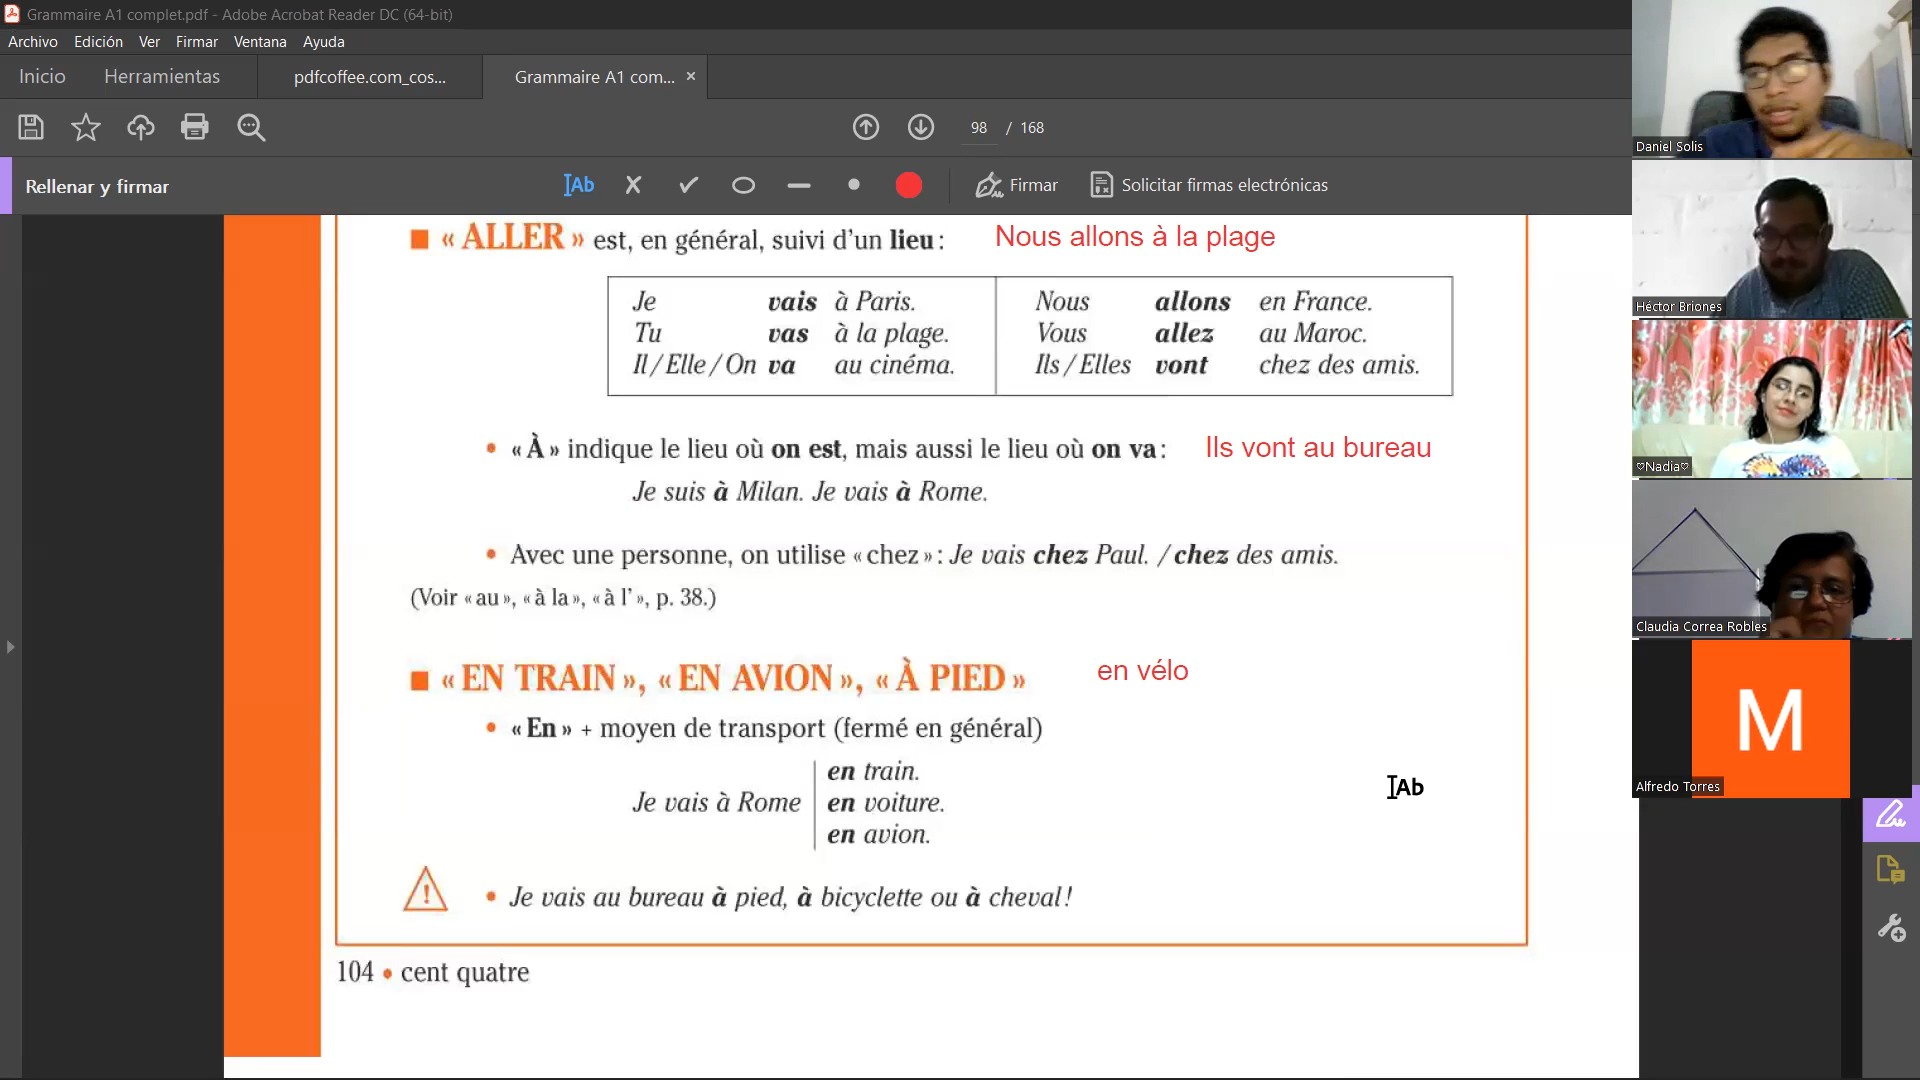 Grammaire A1 complet.pdf - Adobe Acrobat Reader DC (64-bit)
Archivo Edición Ver Firmar Ventana Ayuda
Inicio Herramientas pdfcoffee.com_cos... Grammaire A1 com... ×
98 / 168
Rellenar y firmar Ab Firmar Solicitar firmas electrónicas
« ALLER » est, en général, suivi d'un lieu : Nous allons à la plage
Je vais à Paris. Nous allons en France.
Tu vas à la plage. Vous allez au Maroc.
Il / Elle / On va au cinéma. Ils / Elles vont chez des amis.
• « À » indique le lieu où on est, mais aussi le lieu où on va : Ils vont au bureau
Je suis à Milan. Je vais à Rome.
• Avec une personne, on utilise « chez » : Je vais chez Paul. / chez des amis.
(Voir « au », « à la », « à l' », p. 38.)
« EN TRAIN », « EN AVION », « À PIED » en vélo
• « En » + moyen de transport (fermé en général)
en train.
Je vais à Rome en voiture.
en avion.
! • Je vais au bureau à pied, à bicyclette ou à cheval !
104 • cent quatre
Ab
Daniel Solis
Héctor Briones
♡Nadia♡
Claudia Correa Robles
M
Alfredo Torres